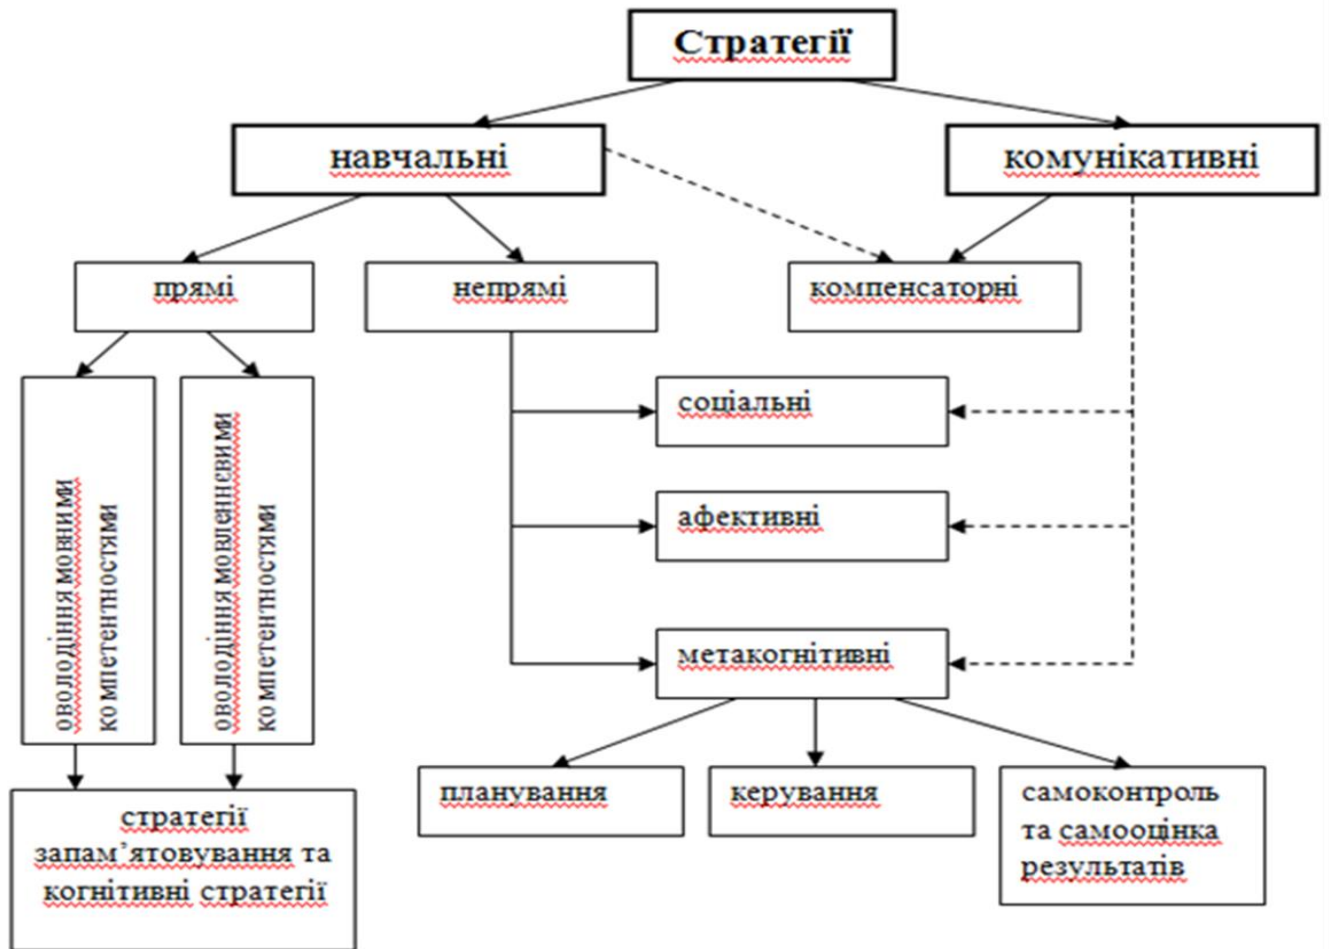 Стратегії
навчальні
комунікативні
прямі
непрямі
компенсаторні
соціальні
афективні
метакогнітивні
оволодіння мовними
компетентностями
оволодіння мовленнєвими
компетентностями
стратегії
запам’ятовування та
когнітивні стратегії
планування
керування
самоконтроль
та самооцінка
результатів